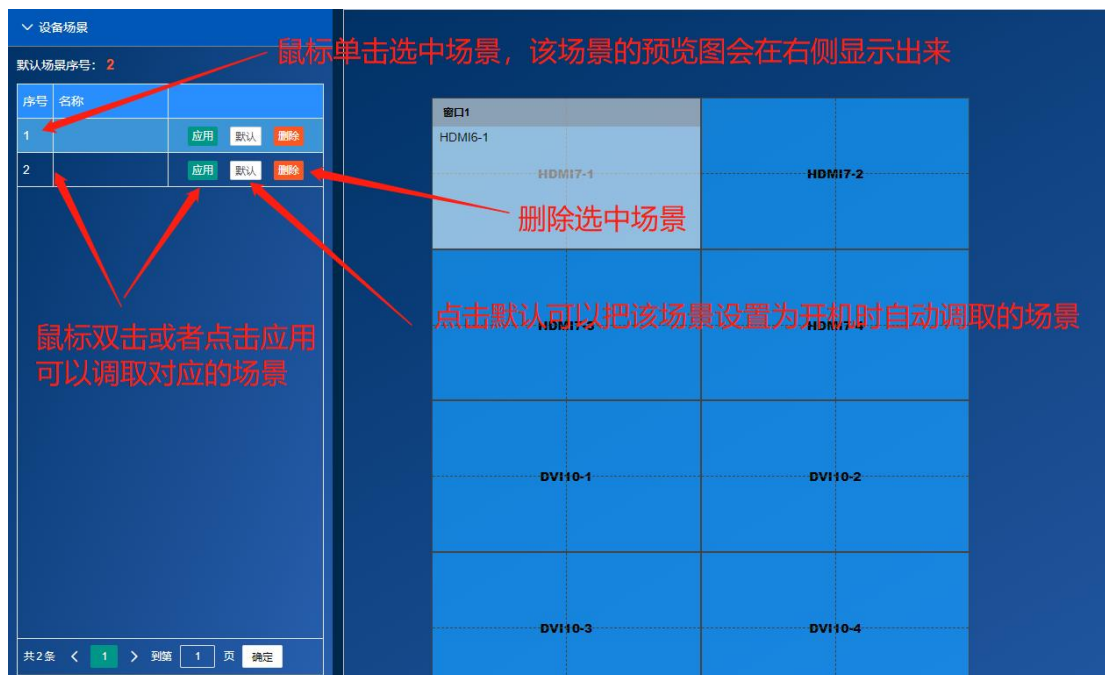 设备场景
默认场景序号: 2
鼠标单击选中场景，该场景的预览图会在右侧显示出来
序号 名称
1 应用 默认 删除
2 应用 默认 删除
删除选中场景
点击默认可以把该场景设置为开机时自动调取的场景
鼠标双击或者点击应用
可以调取对应的场景
共2条 < 1 > 到第 1 页 确定
窗口1
HDMI6-1
HDMI7-1 HDMI7-2
HDMI7-3 HDMI7-4
DVI10-1 DVI10-2
DVI10-3 DVI10-4